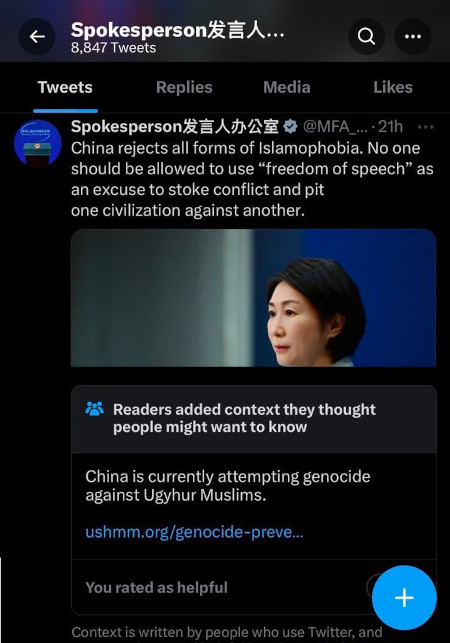 Spokesperson发言人...
8,847 Tweets
Tweets Replies Media Likes
Spokesperson发言人办公室 @MFA_... · 21h
China rejects all forms of Islamophobia. No one
should be allowed to use “freedom of speech” as
an excuse to stoke conflict and pit
one civilization against another.
Readers added context they thought
people might want to know
China is currently attempting genocide
against Ugyhur Muslims.
ushmm.org/genocide-preve...
You rated as helpful
Context is written by people who use Twitter, and